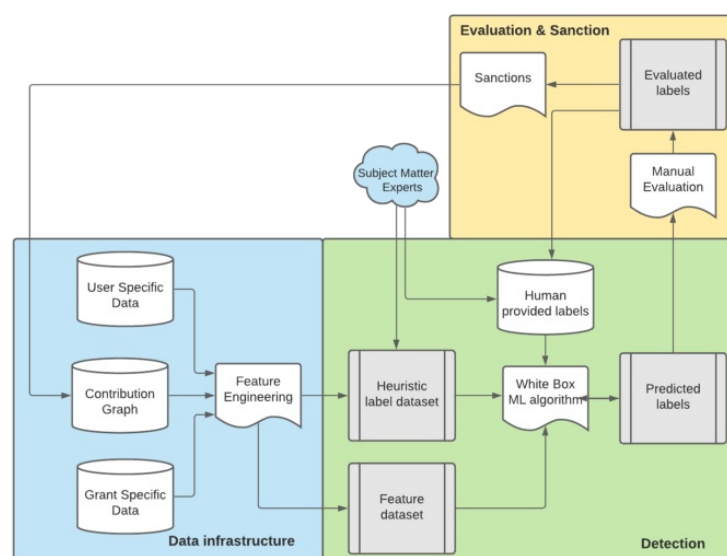 Evaluation & Sanction
Sanctions
Evaluated
labels
Subject Matter
Experts
Manual
Evaluation
User Specific
Data
Human
provided labels
Contribution
Graph
Feature
Engineering
Heuristic
label dataset
White Box
ML algorithm
Predicted
labels
Grant Specific
Data
Feature
dataset
Data infrastructure
Detection